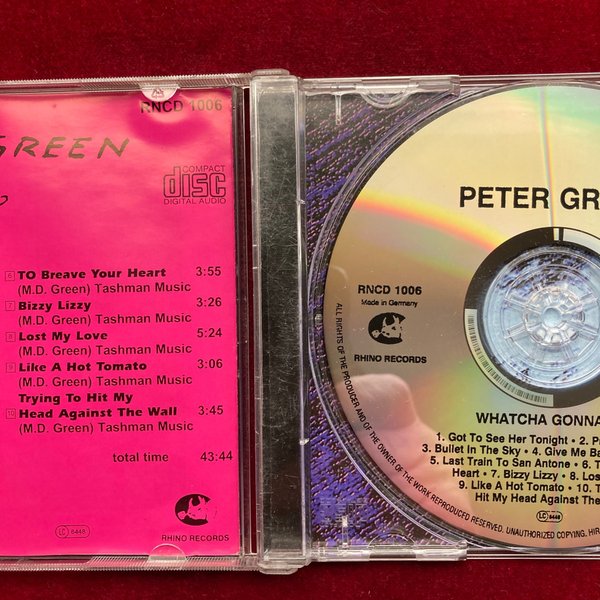 RNCD 1006
GREEN
COMPACT
disc
DIGITAL AUDIO
6 TO Breave Your Heart 3:55
(M.D. Green) Tashman Music
7 Bizzy Lizzy 3:26
(M.D. Green) Tashman Music
8 Lost My Love 5:24
(M.D. Green) Tashman Music
9 Like A Hot Tomato 3:06
(M.D. Green) Tashman Music
Trying To Hit My
10 Head Against The Wall 3:45
(M.D. Green) Tashman Music
total time 43:44
LC 8448
RHINO RECORDS
PETER GR
RNCD 1006
Made in Germany
RHINO RECORDS
WHATCHA GONNA
1. Got To See Her Tonight • 2. P
3. Bullet In The Sky • 4. Give Me Ba
5. Last Train To San Antone • 6. T
Heart • 7. Bizzy Lizzy • 8. Los
9. Like A Hot Tomato • 10. T
Hit My Head Against The
LC 8448
ALL RIGHTS OF THE PRODUCER AND OF THE OWNER OF THE WORK REPRODUCED RESERVED. UNAUTHORIZED COPYING, HIR